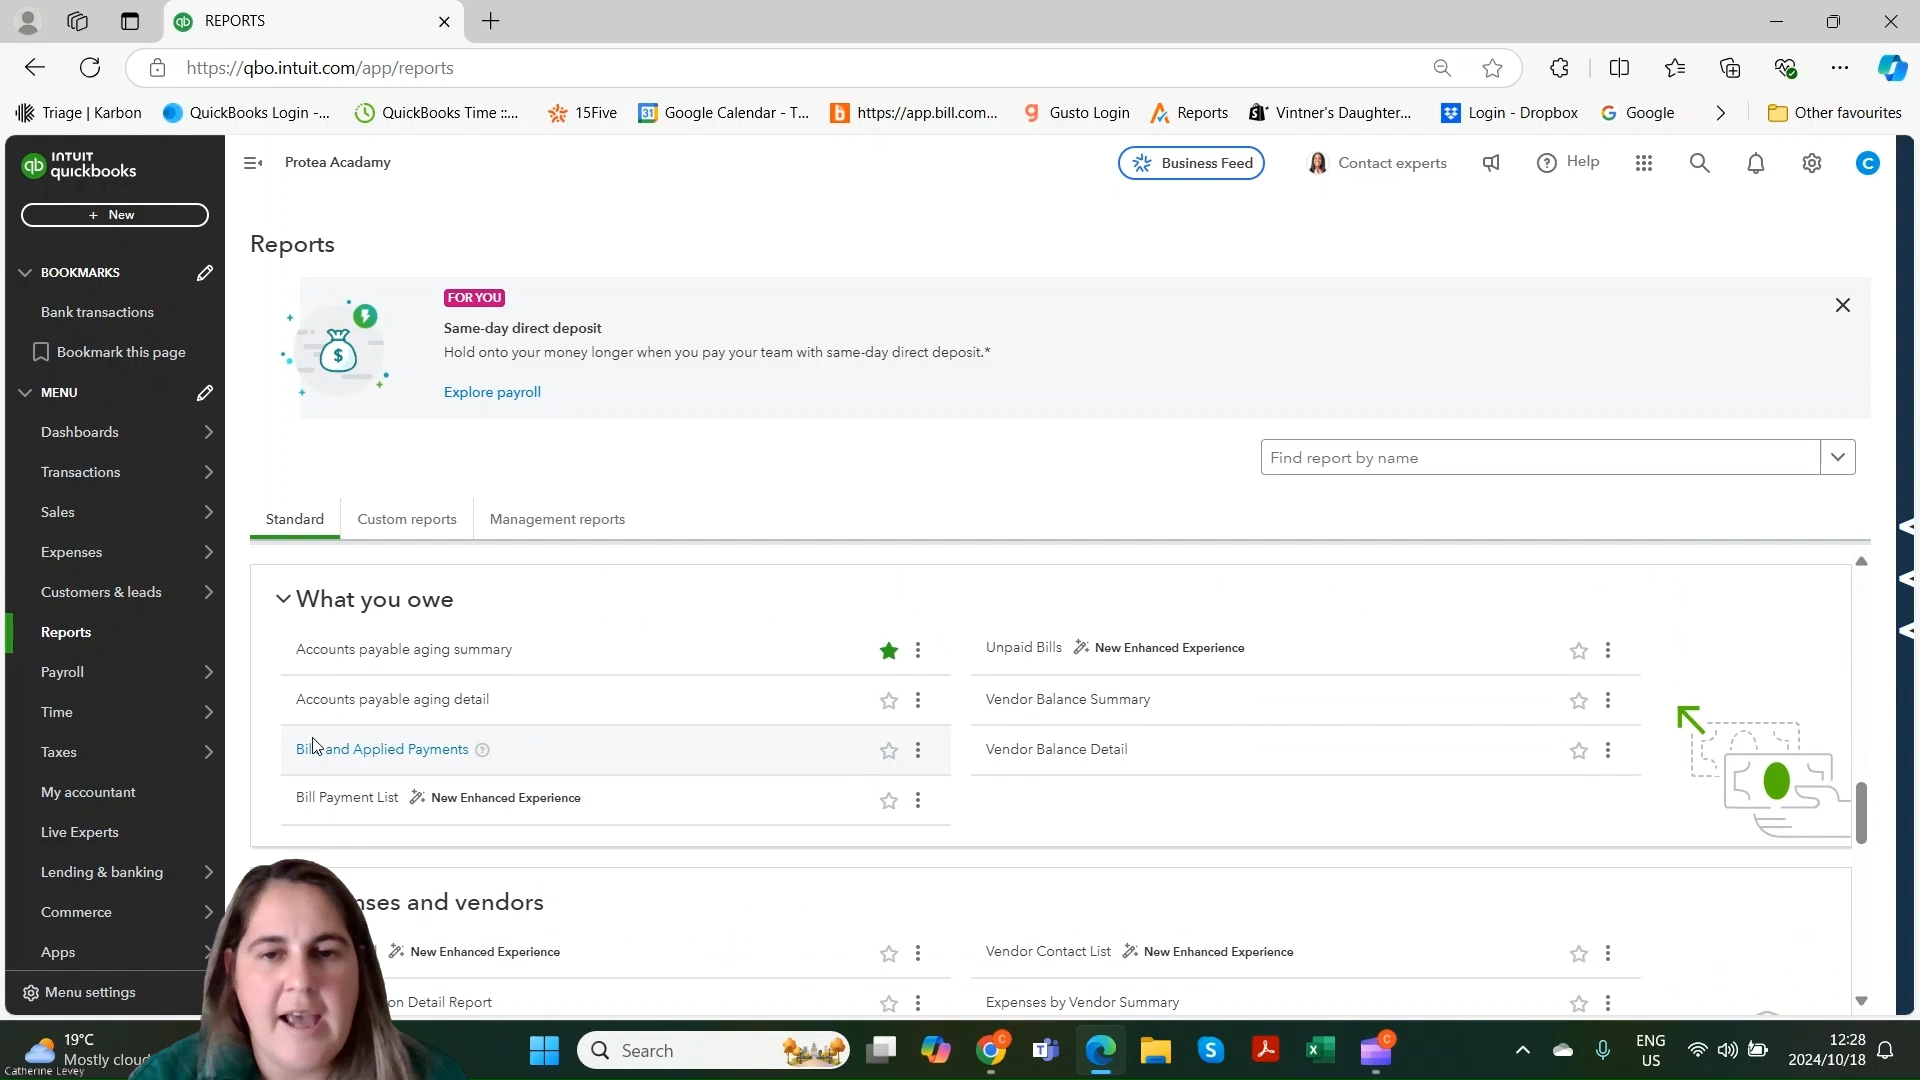 REPORTS
https://qbo.intuit.com/app/reports
Triage | Karbon
QuickBooks Login -...
QuickBooks Time ::...
15Five
31
Google Calendar - T...
https://app.bill.com...
Gusto Login
Reports
Vintner's Daughter...
Login - Dropbox
Google
Other favourites
INTUIT
quickbooks
Protea Acadamy
Business Feed
Contact experts
Help
C
+ New
BOOKMARKS
Bank transactions
Bookmark this page
MENU
Dashboards
Transactions
Sales
Expenses
Customers & leads
Reports
Payroll
Time
Taxes
My accountant
Live Experts
Lending & banking
Commerce
Apps
Menu settings
Reports
FOR YOU
Same-day direct deposit
Hold onto your money longer when you pay your team with same-day direct deposit.*
Explore payroll
Find report by name
Standard
Custom reports
Management reports
What you owe
Accounts payable aging summary
Unpaid Bills New Enhanced Experience
Accounts payable aging detail
Vendor Balance Summary
and Applied Payments
Vendor Balance Detail
Bill Payment List New Enhanced Experience
and vendors
New Enhanced Experience
Vendor Contact List New Enhanced Experience
Detail Report
Expenses by Vendor Summary
19°C
Mostly
Catherine Levey
Search
ENG
US
12:28
2024/10/18